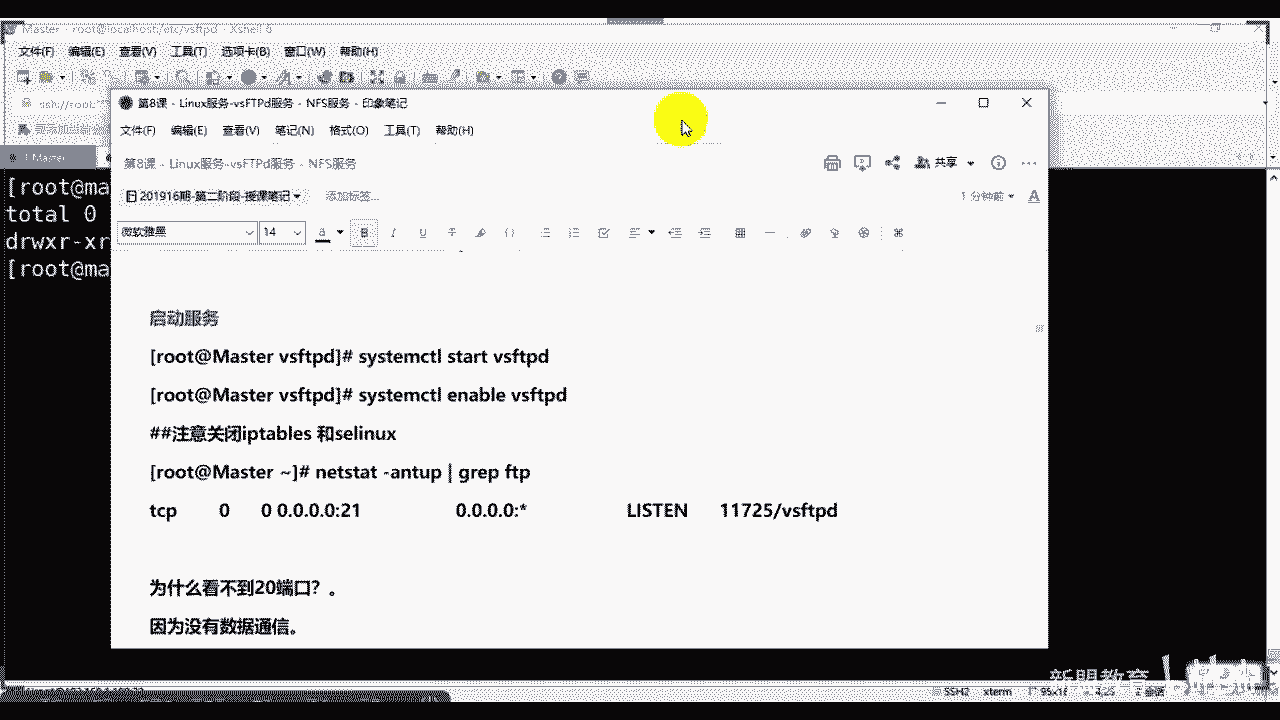 Master - root@localhost:/etc/vsftpd - Xshell 6
文件(F) 编辑(E) 查看(V) 工具(T) 选项卡(B) 窗口(W) 帮助(H)
1 Master
[root@ma
total 0
drwxr-xr
[root@ma
第8课 - Linux服务-vsFTPd服务 - NFS服务 - 印象笔记
文件(F) 编辑(E) 查看(V) 笔记(N) 格式(O) 工具(T) 帮助(H)
第8课 - Linux服务-vsFTPd服务 - NFS服务
共享
201916期-第二阶段-授课笔记 添加标签...
1 分钟前
微软雅黑 14
启动服务
[root@Master vsftpd]# systemctl start vsftpd
[root@Master vsftpd]# systemctl enable vsftpd
##注意关闭iptables 和selinux
[root@Master ~]# netstat -antup | grep ftp
tcp 0 0 0.0.0.0:21 0.0.0.0:* LISTEN 11725/vsftpd
为什么看不到20端口？。
因为没有数据通信。
新盟教育
SSH2 xterm